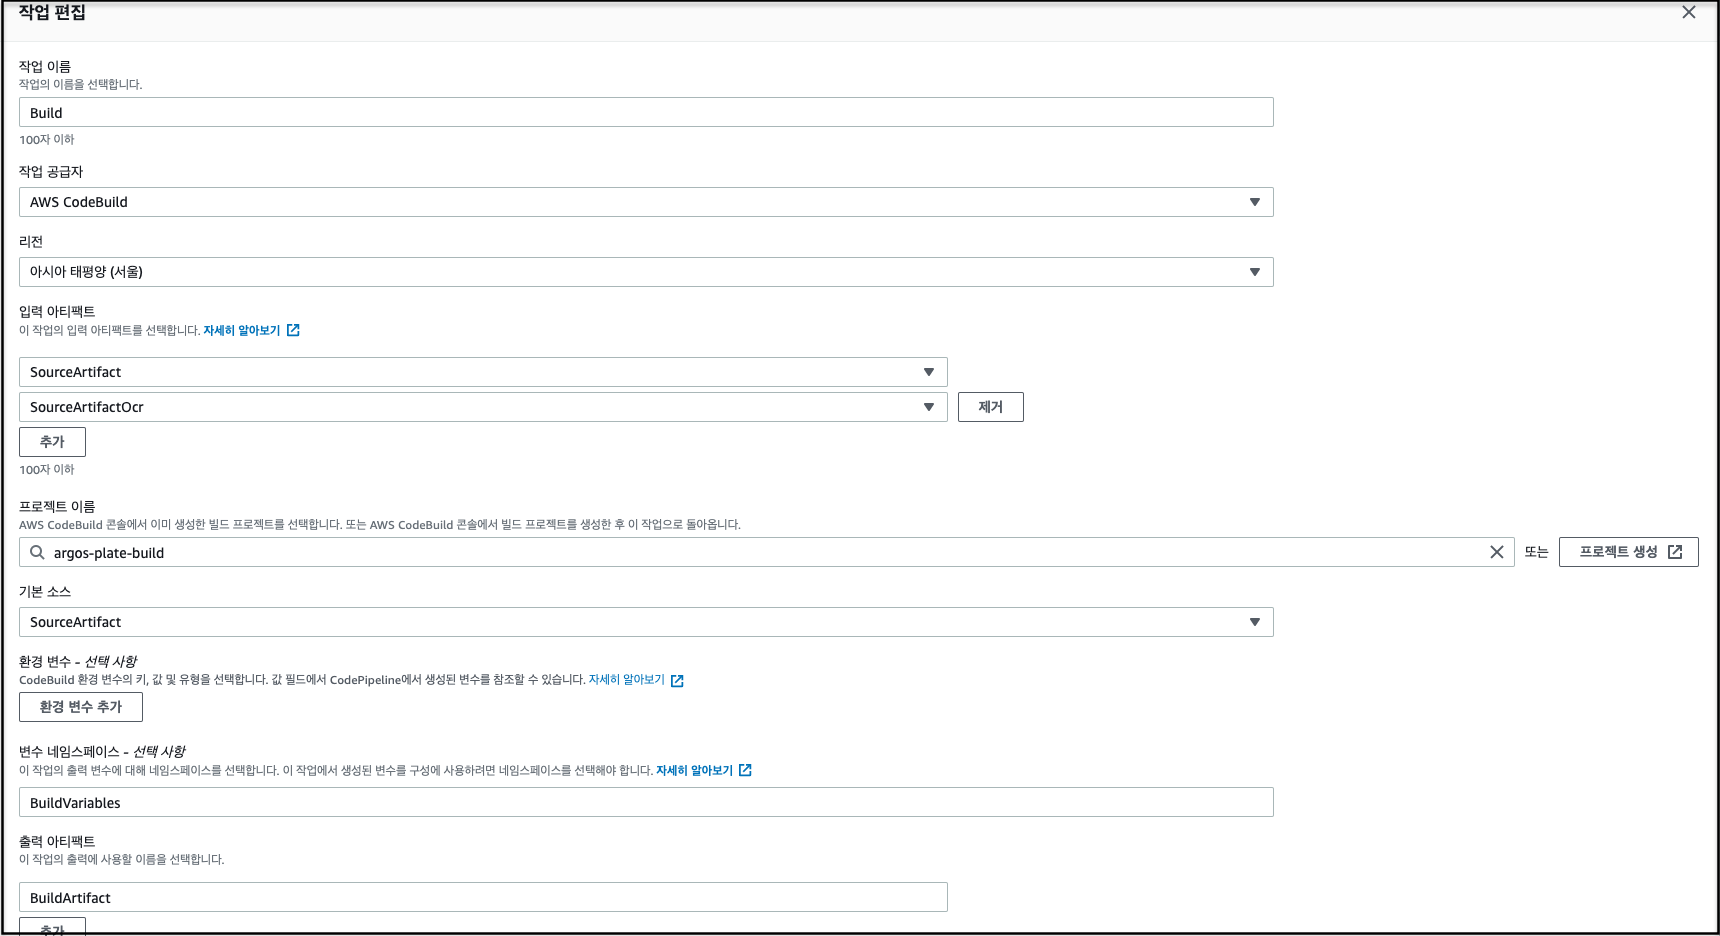 작업 편집
작업 이름
작업의 이름을 선택합니다.
Build
100자 이하
작업 공급자
AWS CodeBuild
리전
아시아 태평양 (서울)
입력 아티팩트
이 작업의 입력 아티팩트를 선택합니다. 자세히 알아보기
SourceArtifact
SourceArtifactOcr
제거
추가
100자 이하
프로젝트 이름
AWS CodeBuild 콘솔에서 이미 생성한 빌드 프로젝트를 선택합니다. 또는 AWS CodeBuild 콘솔에서 빌드 프로젝트를 생성한 후 이 작업으로 돌아옵니다.
argos-plate-build
또는
프로젝트 생성
기본 소스
SourceArtifact
환경 변수 - 선택 사항
CodeBuild 환경 변수의 키, 값 및 유형을 선택합니다. 값 필드에서 CodePipeline에서 생성된 변수를 참조할 수 있습니다. 자세히 알아보기
환경 변수 추가
변수 네임스페이스 - 선택 사항
이 작업의 출력 변수에 대해 네임스페이스를 선택합니다. 이 작업에서 생성된 변수를 구성에 사용하려면 네임스페이스를 선택해야 합니다. 자세히 알아보기
BuildVariables
출력 아티팩트
이 작업의 출력에 사용할 이름을 선택합니다.
BuildArtifact
추가